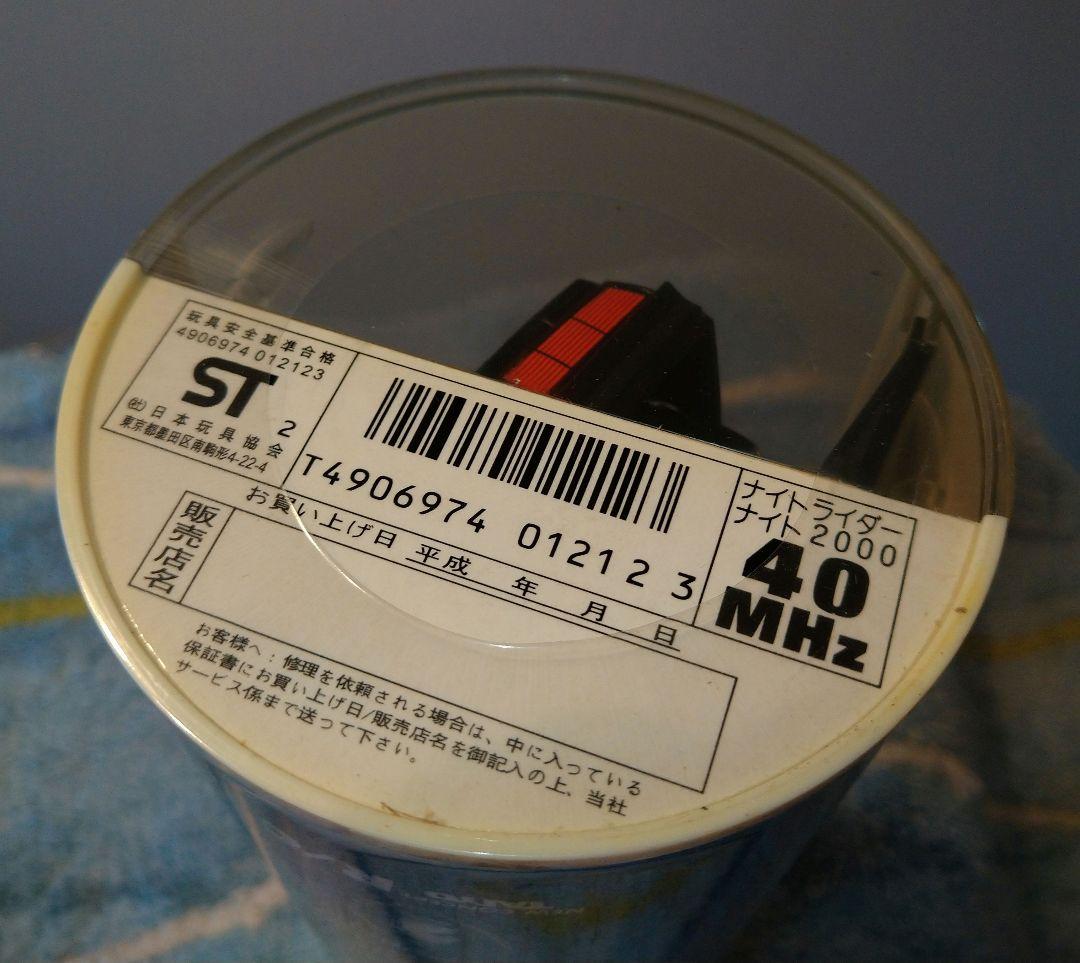 玩具安全基準合格
4906974 012123
ST 2
(社)日本玩具協会
東京都墨田区南駒形4-22-4
T4906974 012123
ナイトライダー
ナイト2000
40
MHz
お買い上げ日 平成 年 月 日
販売店名
お客様へ:修理を依頼される場合は、中に入っている
保証書にお買い上げ日/販売店名を御記入の上、当社
サービス係まで送って下さい。